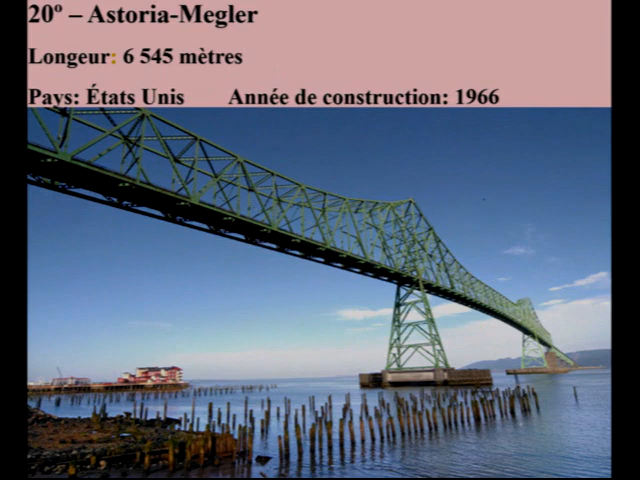 20º – Astoria-Megler
Longeur: 6 545 mètres
Pays: États Unis Année de construction: 1966